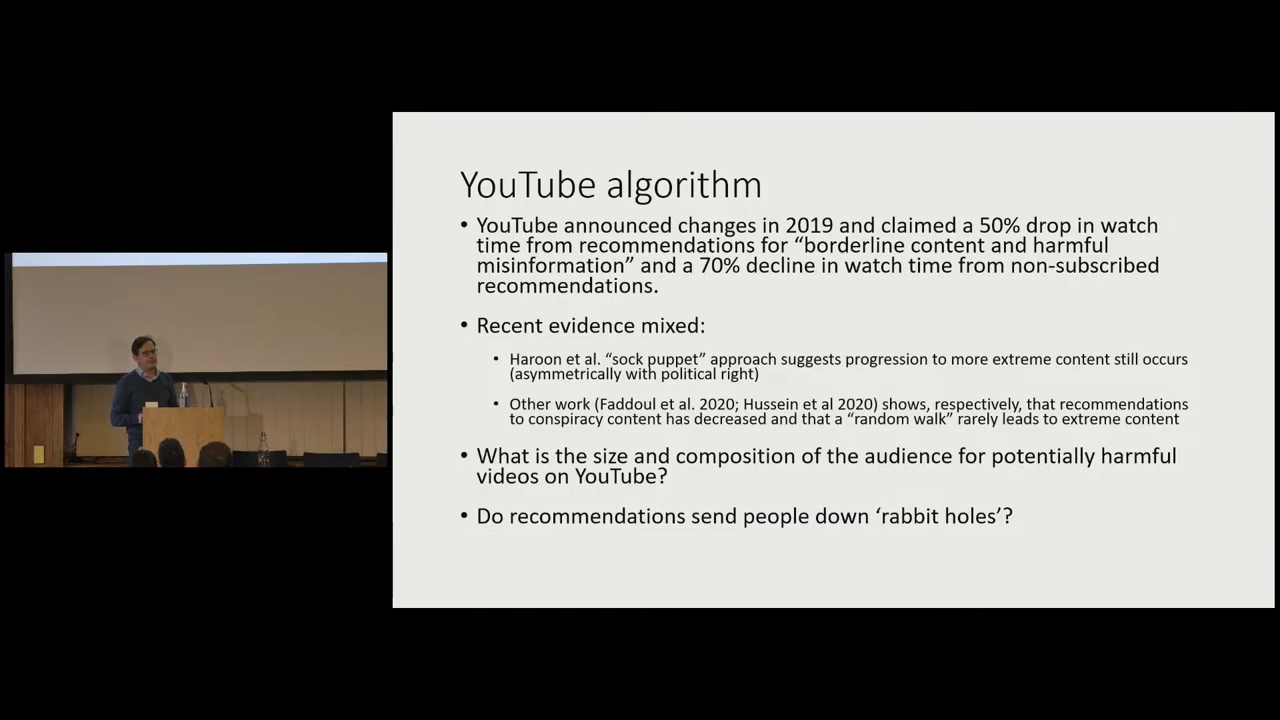 YouTube algorithm
• YouTube announced changes in 2019 and claimed a 50% drop in watch
time from recommendations for “borderline content and harmful
misinformation” and a 70% decline in watch time from non-subscribed
recommendations.
• Recent evidence mixed:
• Haroon et al. “sock puppet” approach suggests progression to more extreme content still occurs
(asymmetrically with political right)
• Other work (Faddoul et al. 2020; Hussein et al 2020) shows, respectively, that recommendations
to conspiracy content has decreased and that a “random walk” rarely leads to extreme content
• What is the size and composition of the audience for potentially harmful
videos on YouTube?
• Do recommendations send people down ‘rabbit holes’?